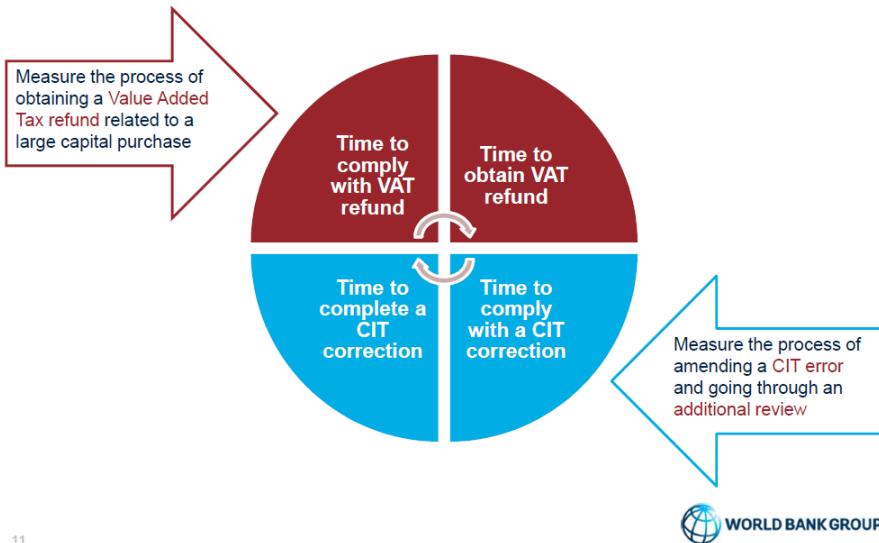 Measure the process of
obtaining a Value Added
Tax refund related to a
large capital purchase
Time to
comply
with VAT
refund
Time to
obtain VAT
refund
Time to
complete a
CIT
correction
Time to
comply
with a CIT
correction
Measure the process of
amending a CIT error
and going through an
additional review
11
WORLD BANK GROUP